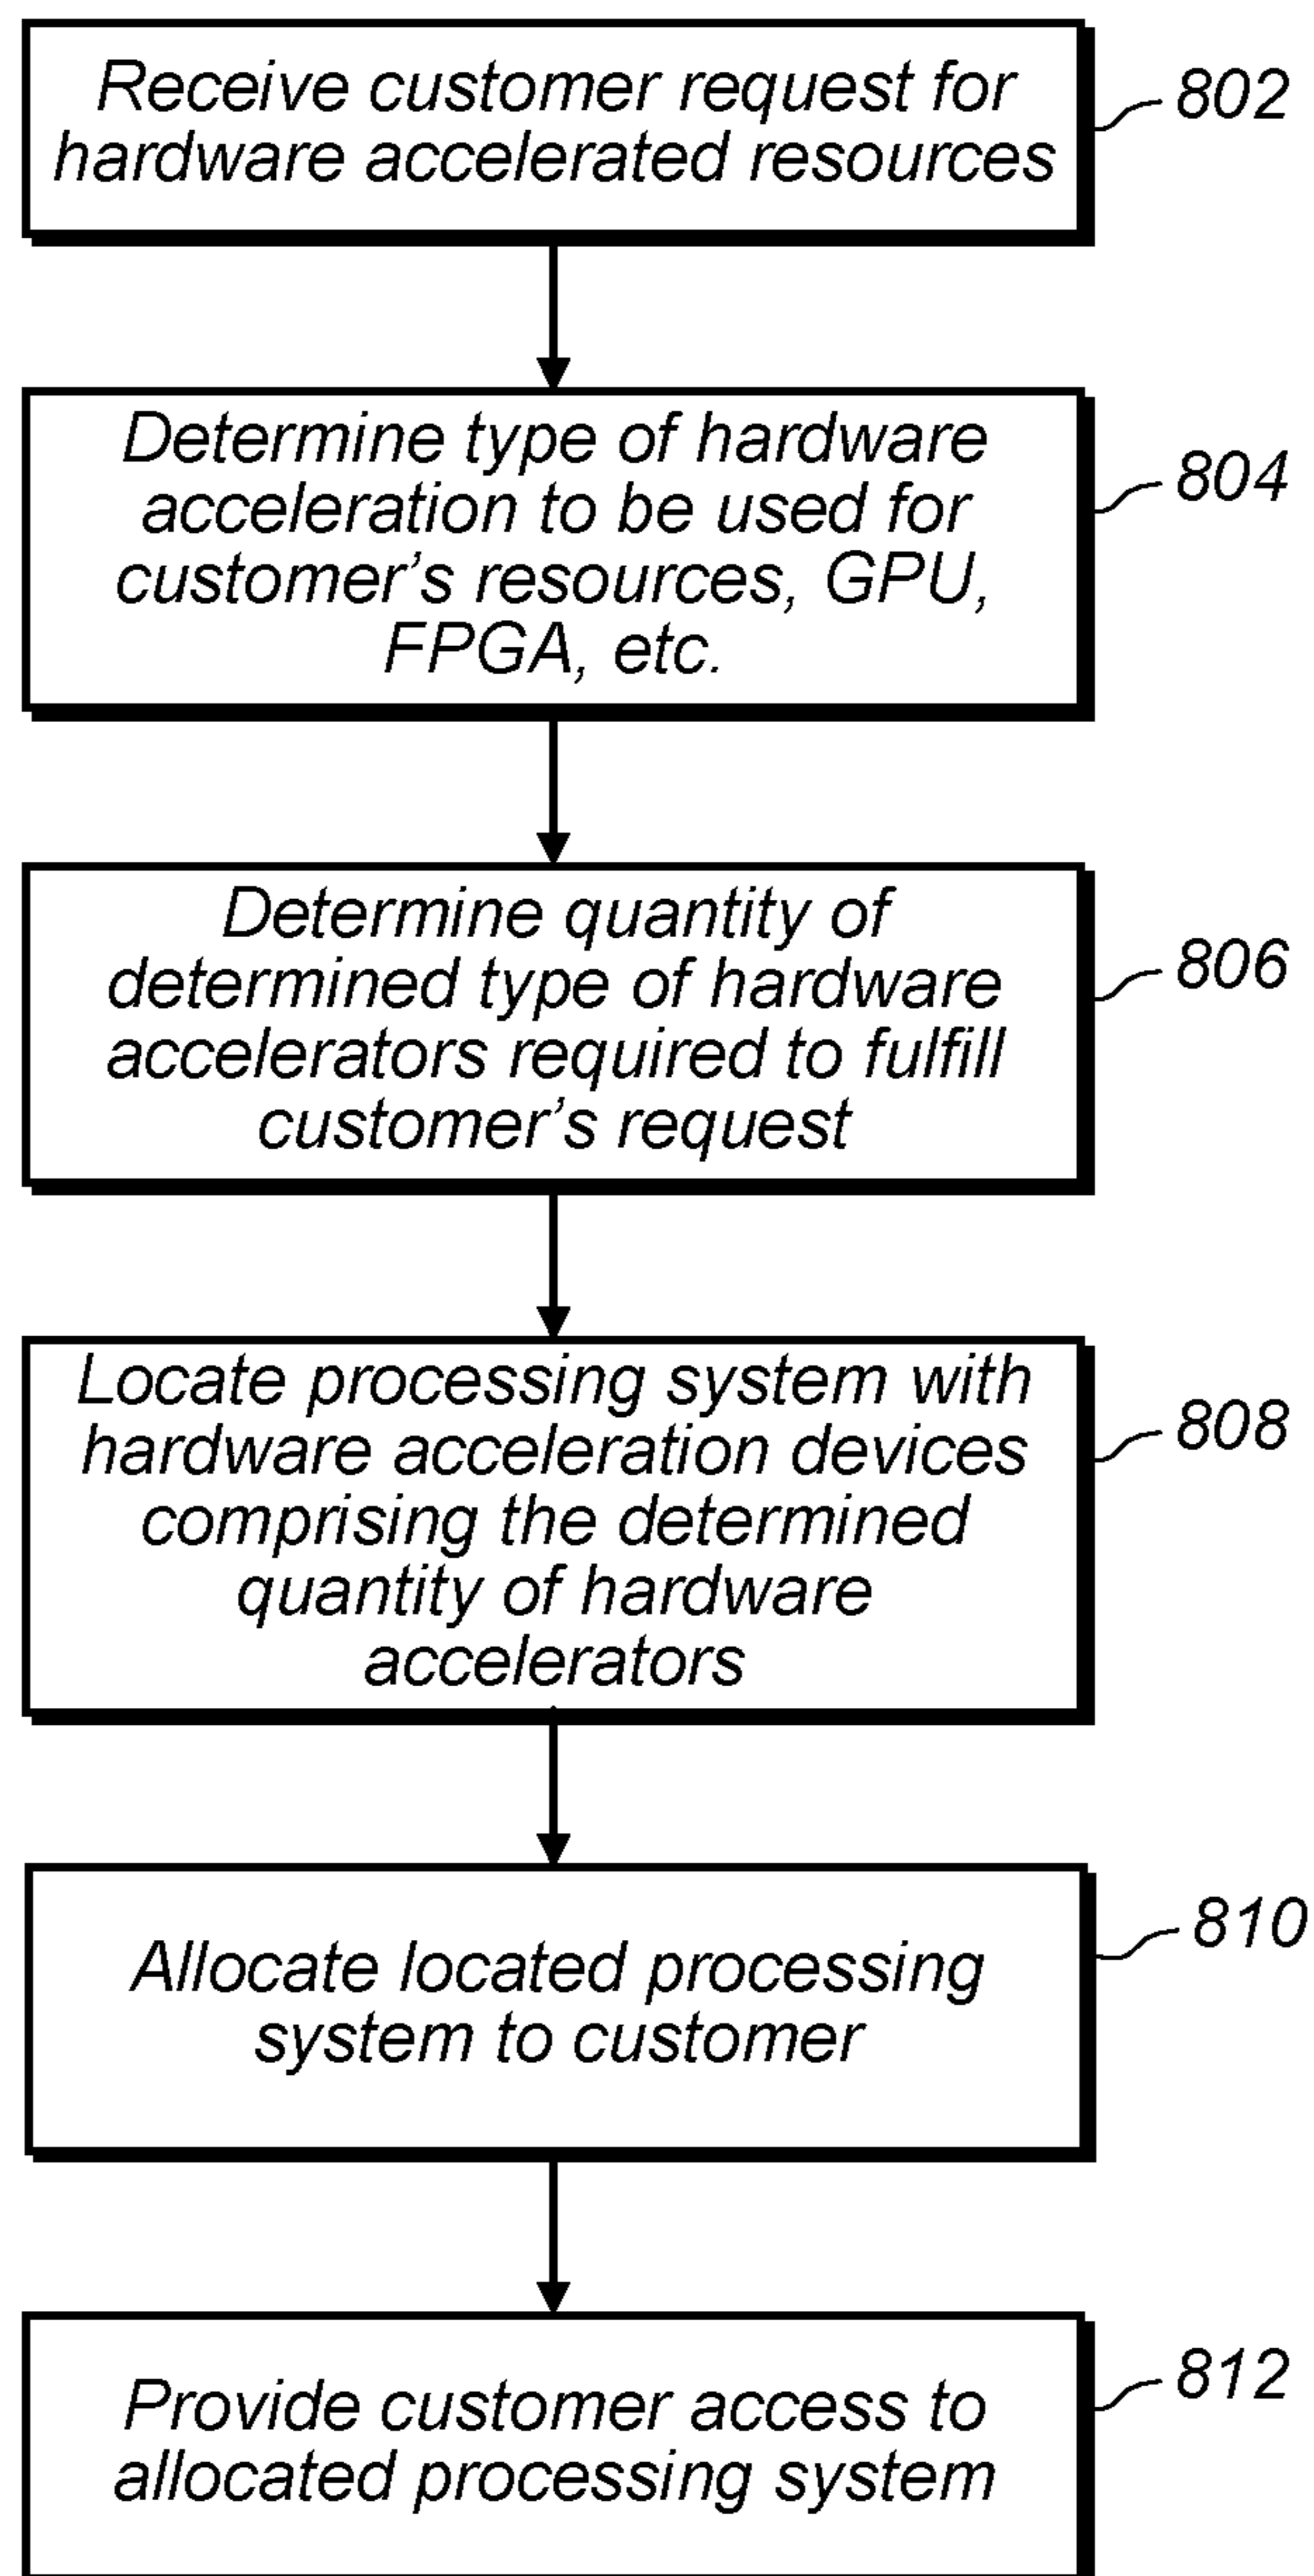 Receive customer request for
hardware accelerated resources
802
Determine type of hardware
acceleration to be used for
customer’s resources, GPU,
FPGA, etc.
804
Determine quantity of
determined type of hardware
accelerators required to fulfill
customer’s request
806
Locate processing system with
hardware acceleration devices
comprising the determined
quantity of hardware
accelerators
808
Allocate located processing
system to customer
810
Provide customer access to
allocated processing system
812